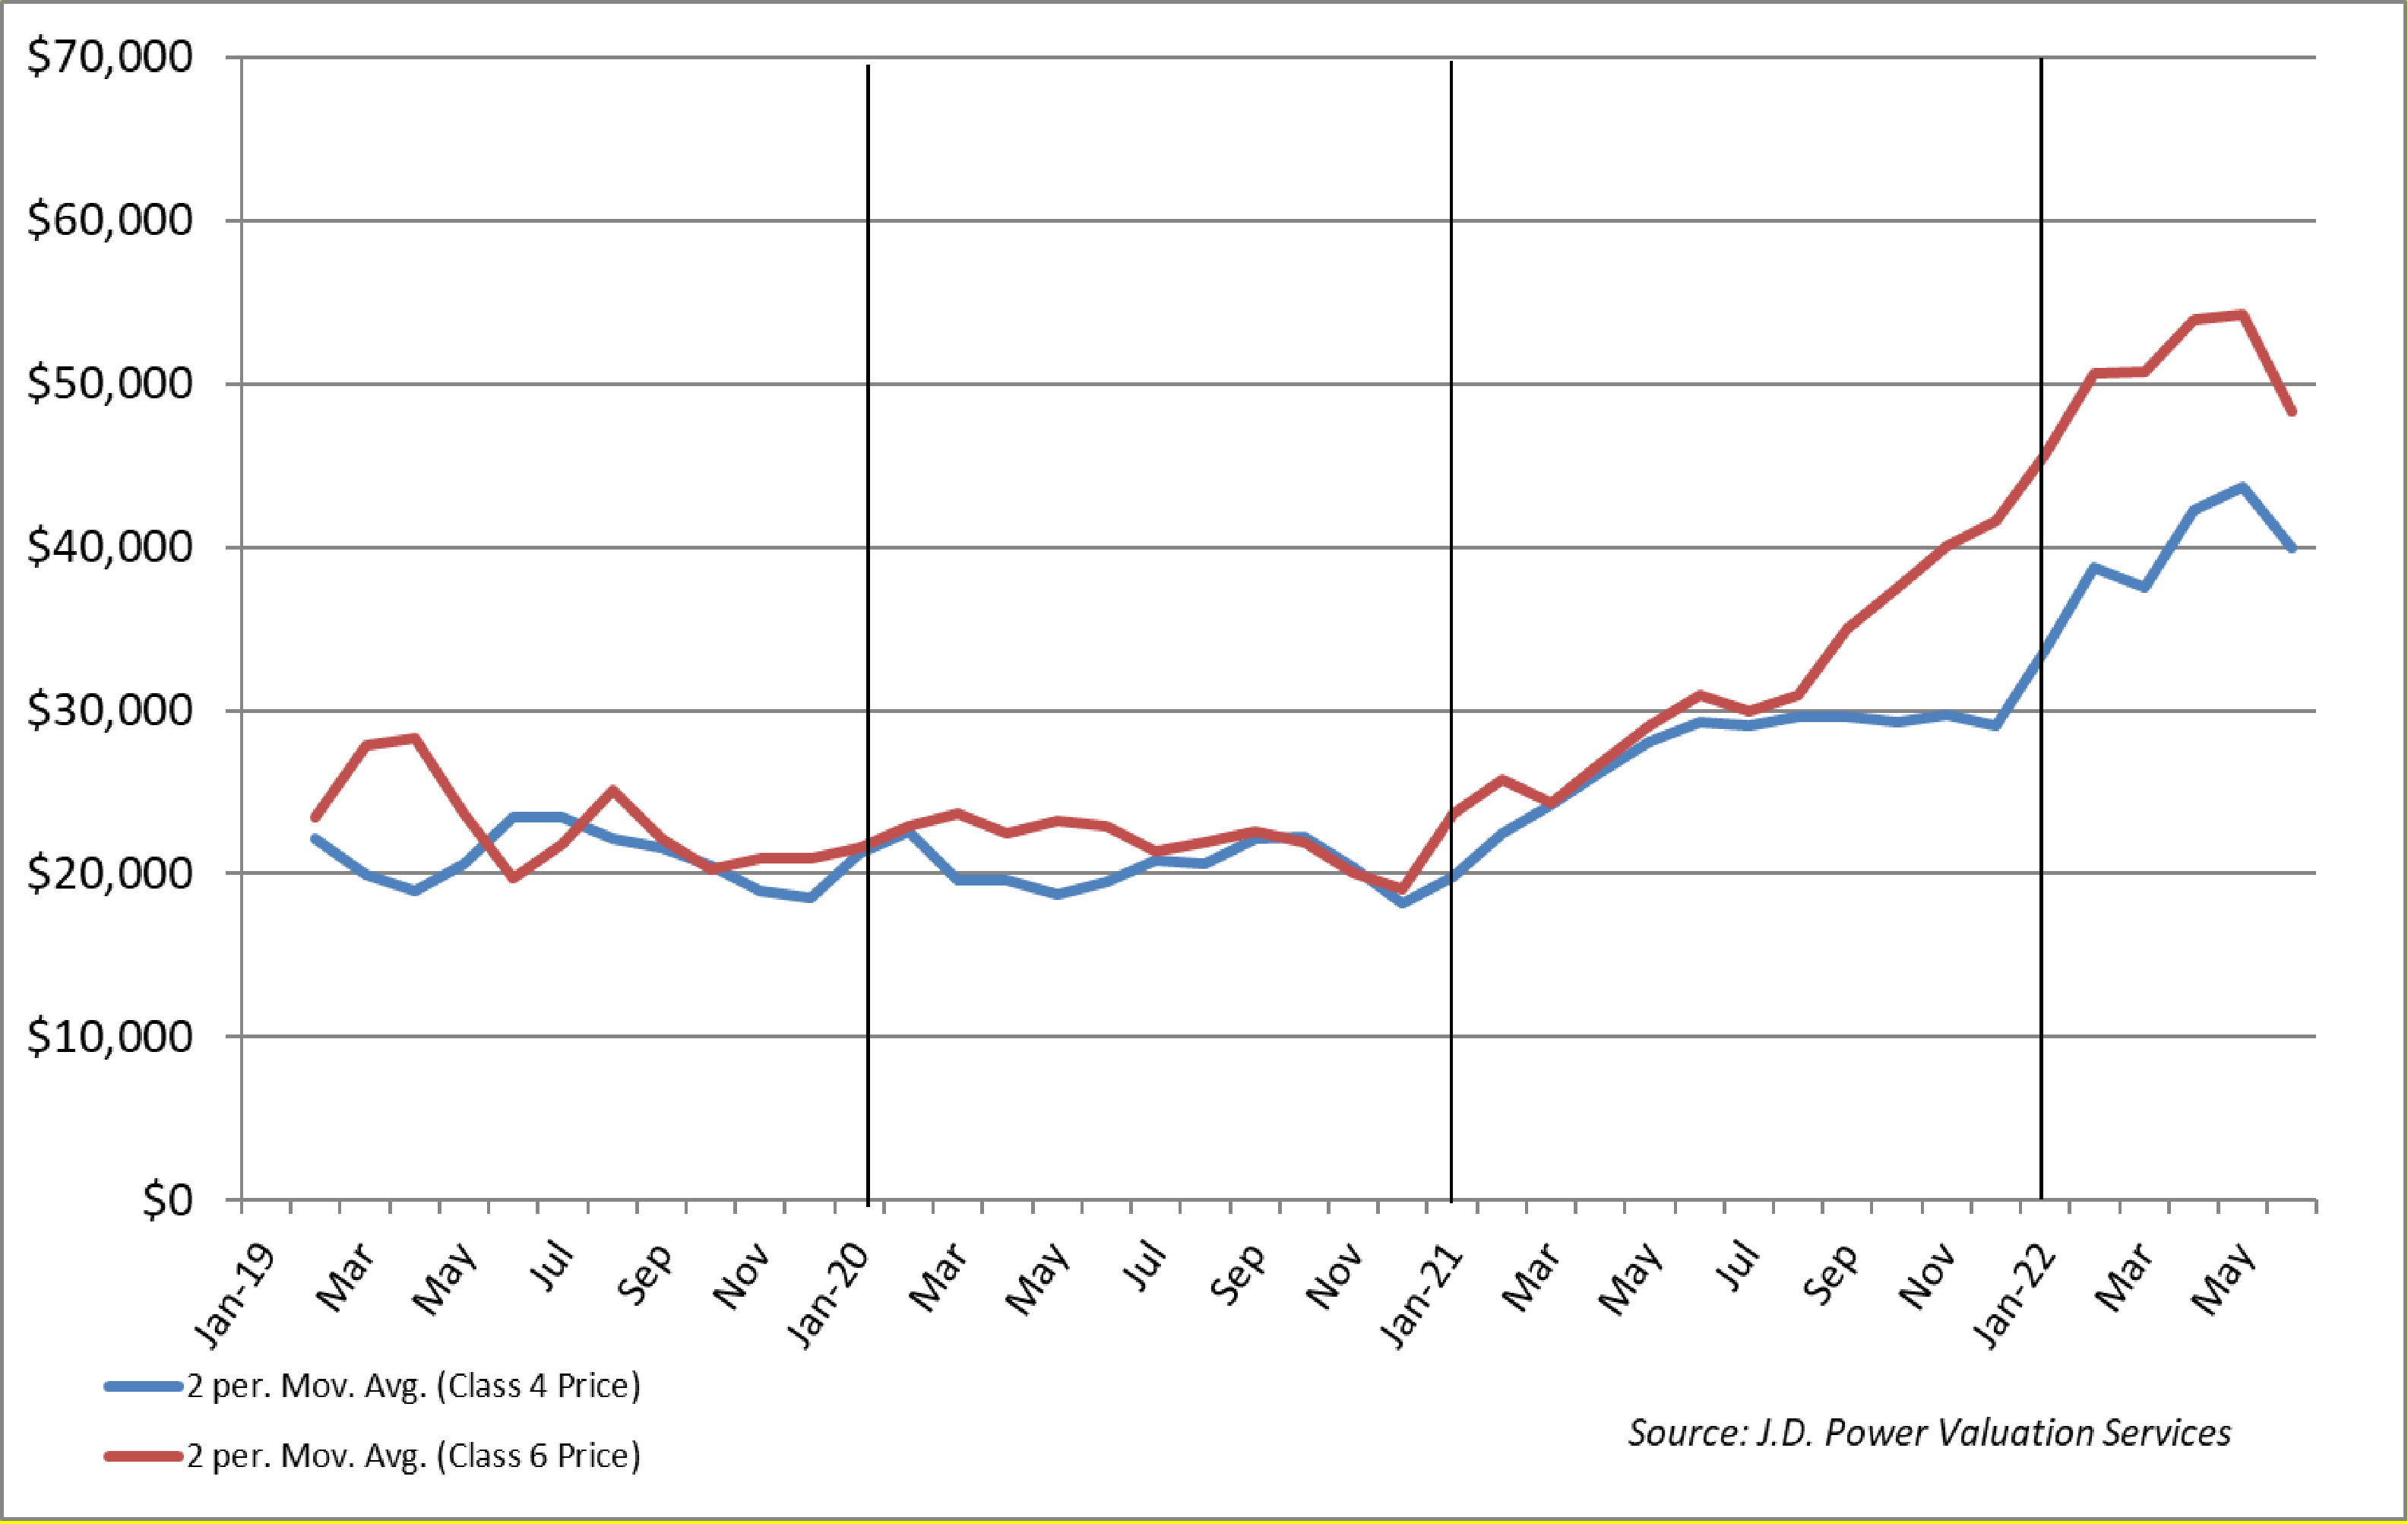 $70,000
$60,000
$50,000
$40,000
$30,000
$20,000
$10,000
$0
Jan-19
Mar
May
Jul
Sep
Nov
Jan-20
Mar
May
Jul
Sep
Nov
Jan-21
Mar
May
Jul
Sep
Nov
Jan-22
Mar
May
2 per. Mov. Avg. (Class 4 Price)
2 per. Mov. Avg. (Class 6 Price)
Source: J.D. Power Valuation Services